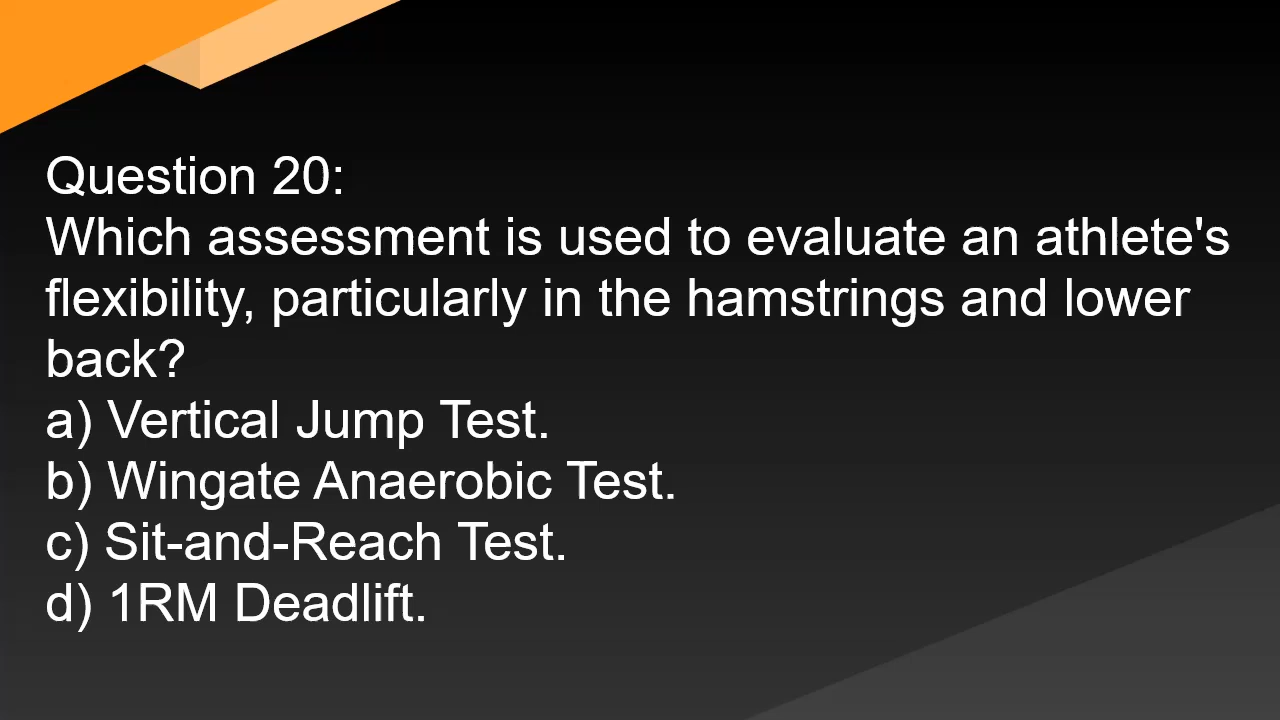 Question 20:
Which assessment is used to evaluate an athlete's
flexibility, particularly in the hamstrings and lower
back?
a) Vertical Jump Test.
b) Wingate Anaerobic Test.
c) Sit-and-Reach Test.
d) 1RM Deadlift.